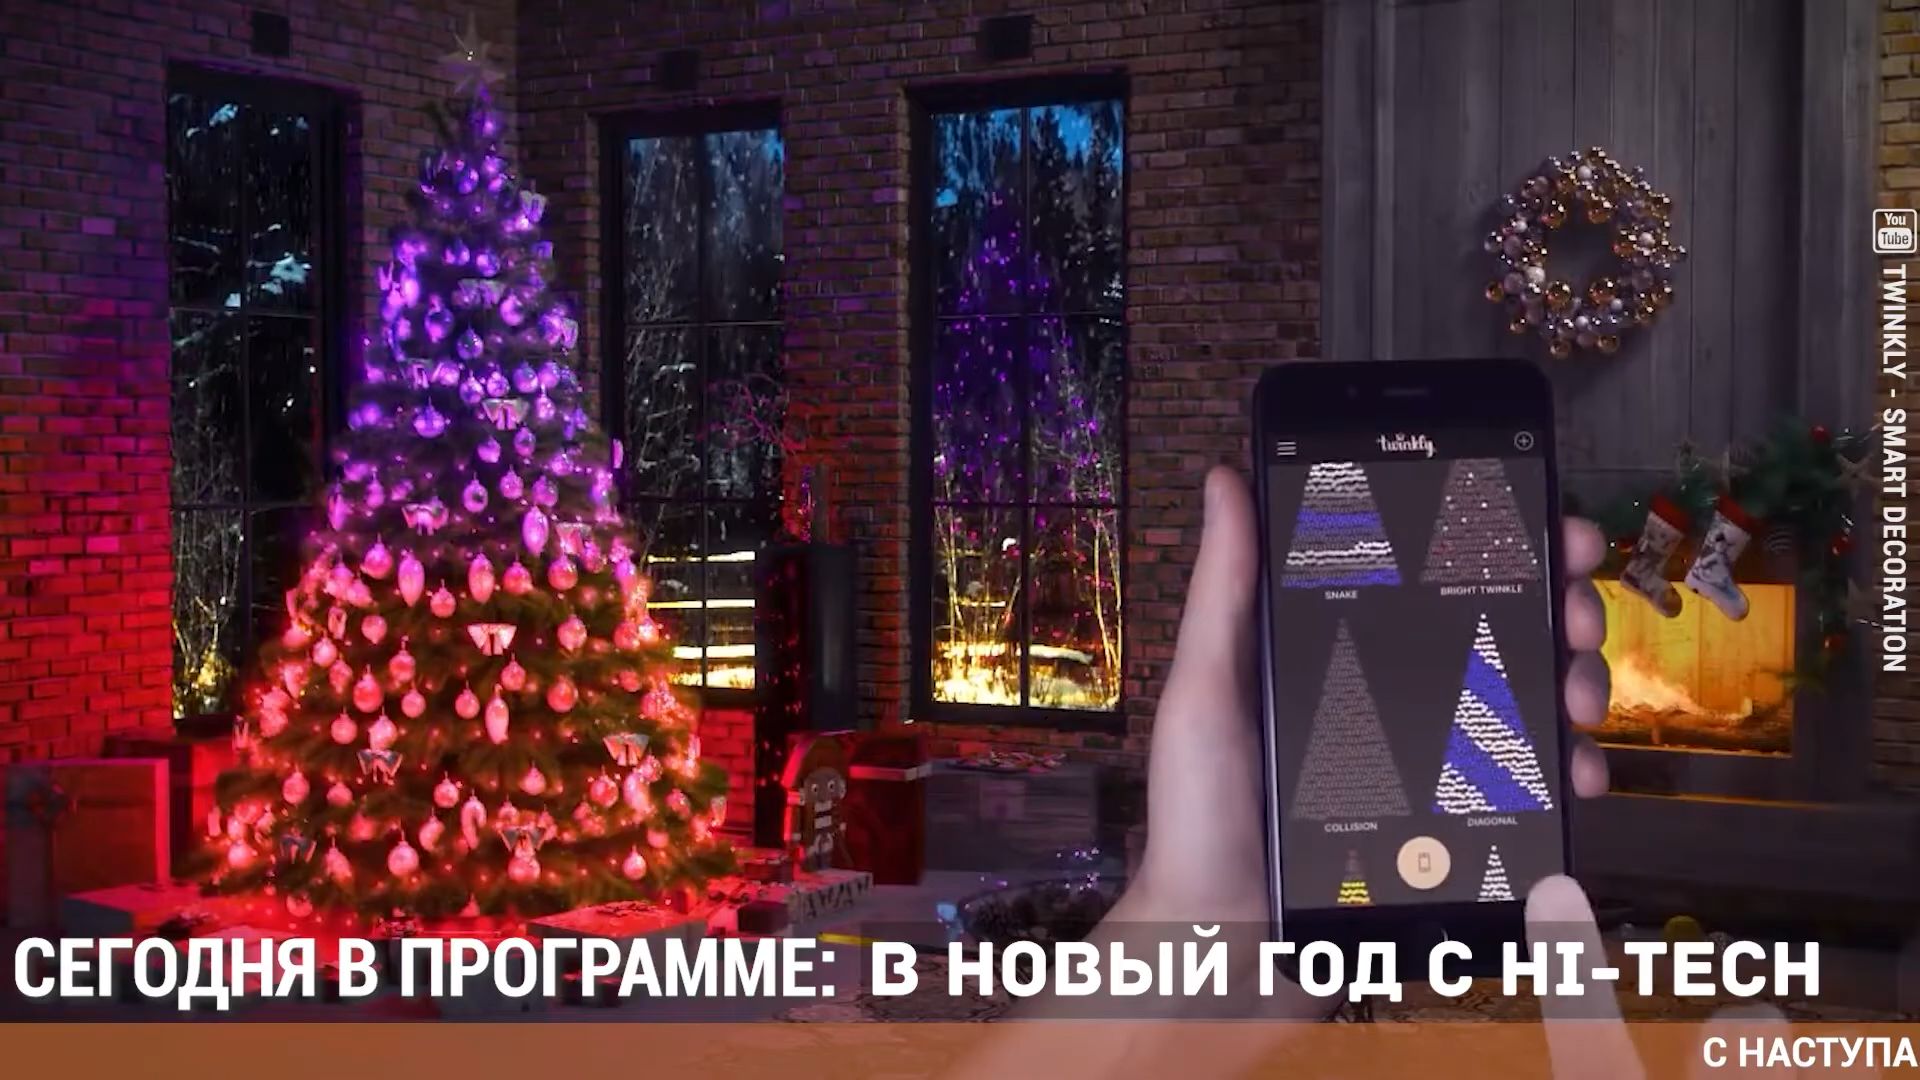 You
Tube
TWINKLY - SMART DECORATION
twinkly
SNAKE
BRIGHT TWINKLE
COLLISION
DIAGONAL
СЕГОДНЯ В ПРОГРАММЕ: В НОВЫЙ ГОД С HI-TECH
С НАСТУПА